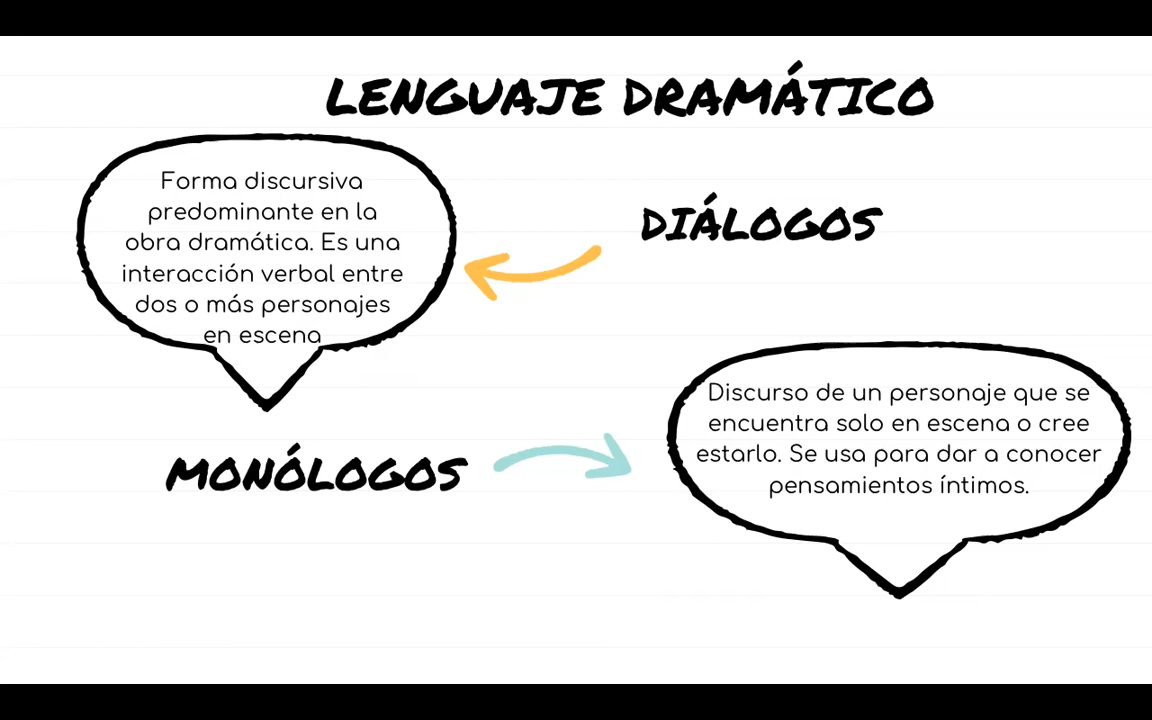 LENGUAJE DRAMÁTICO
DIÁLOGOS
Forma discursiva
predominante en la
obra dramática. Es una
interacción verbal entre
dos o más personajes
en escena
MONÓLOGOS
Discurso de un personaje que se
encuentra solo en escena o cree
estarlo. Se usa para dar a conocer
pensamientos íntimos.